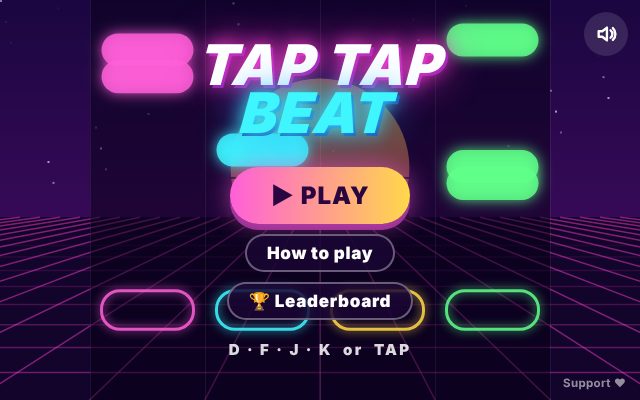 TAP TAP
BEAT
▶ PLAY
How to play
🏆 Leaderboard
D · F · J · K or TAP
Support ♥